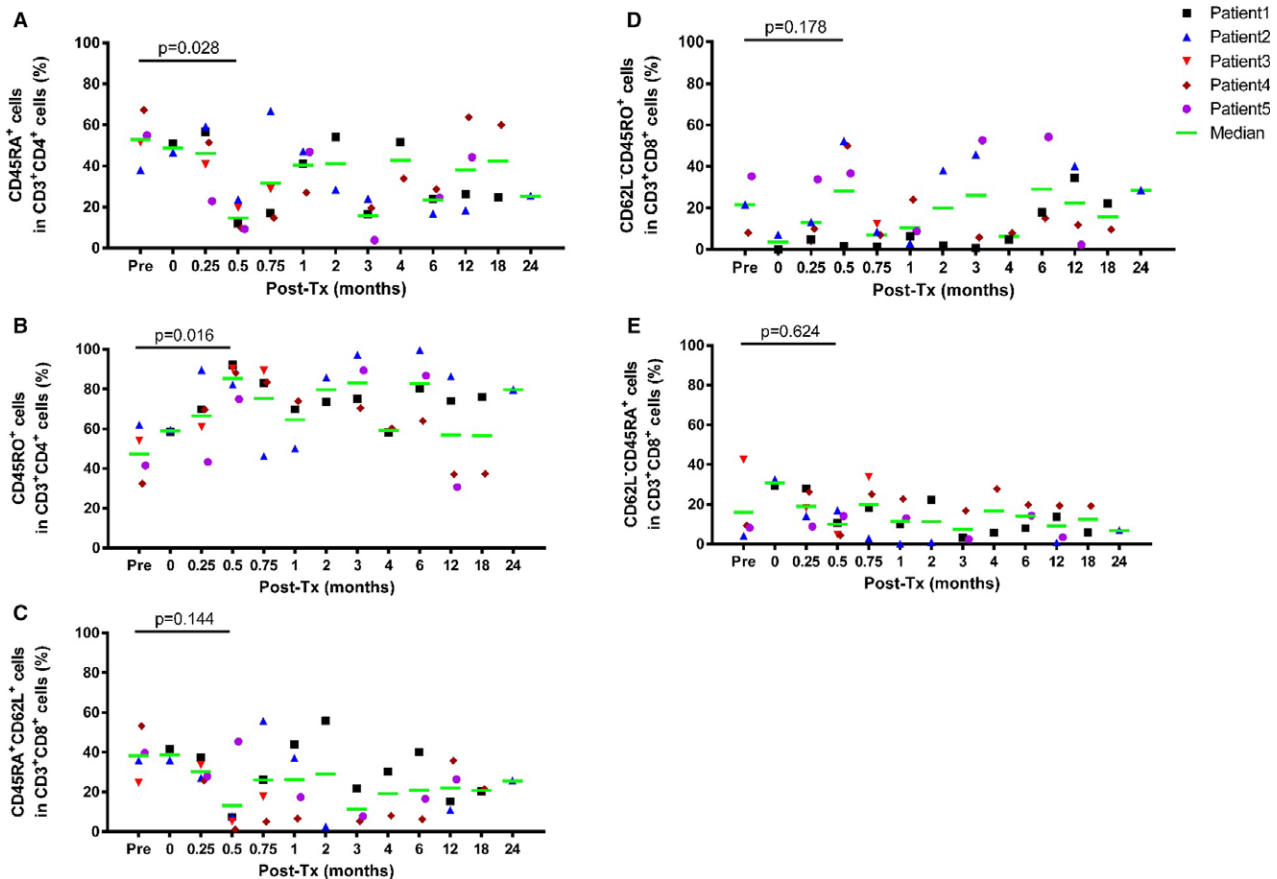 A
CD45RA⁺ cells
in CD3⁺CD4⁺ cells (%)
p=0.028
100
80
60
40
20
0
Pre 0 0.25 0.5 0.75 1 2 3 4 6 12 18 24
Post-Tx (months)
B
CD45RO⁺ cells
in CD3⁺CD4⁺ cells (%)
p=0.016
100
80
60
40
20
0
Pre 0 0.25 0.5 0.75 1 2 3 4 6 12 18 24
Post-Tx (months)
C
CD45RA⁺CD62L⁺ cells
in CD3⁺CD8⁺ cells (%)
p=0.144
100
80
60
40
20
0
Pre 0 0.25 0.5 0.75 1 2 3 4 6 12 18 24
Post-Tx (months)
D
CD62L⁻CD45RO⁺ cells
in CD3⁺CD8⁺ cells (%)
p=0.178
100
80
60
40
20
0
Pre 0 0.25 0.5 0.75 1 2 3 4 6 12 18 24
Post-Tx (months)
E
CD62L⁻CD45RA⁺ cells
in CD3⁺CD8⁺ cells (%)
p=0.624
100
80
60
40
20
0
Pre 0 0.25 0.5 0.75 1 2 3 4 6 12 18 24
Post-Tx (months)
Patient1
Patient2
Patient3
Patient4
Patient5
Median